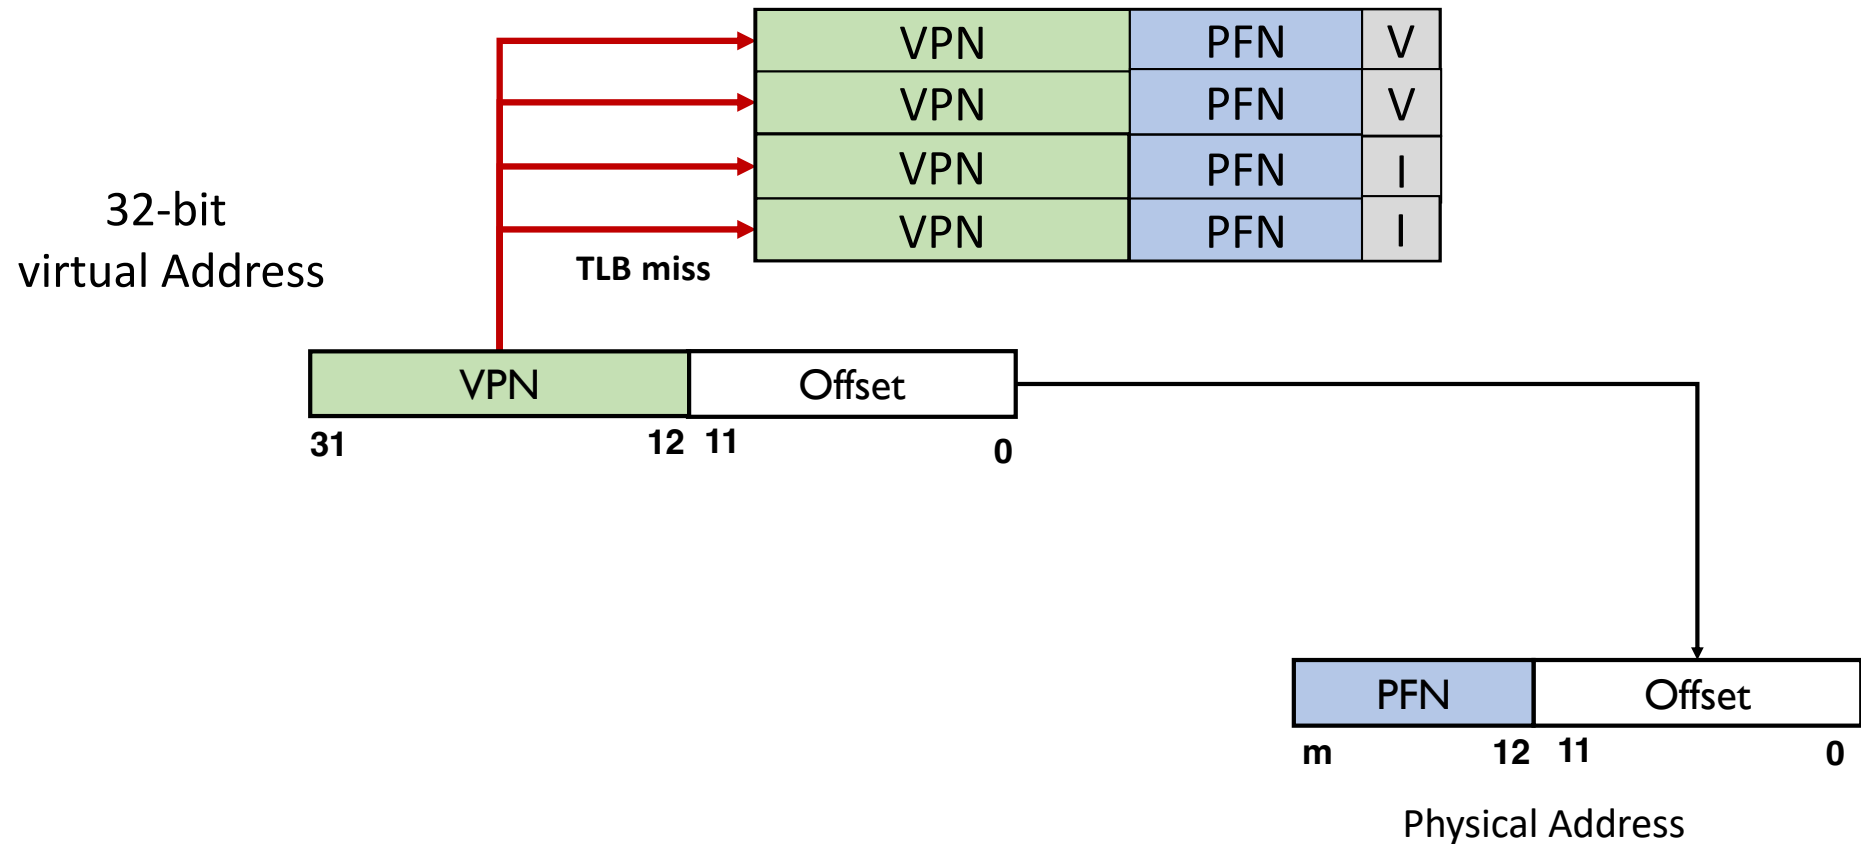 VPN PFN V
VPN PFN V
VPN PFN I
VPN PFN I
32-bit
virtual Address
TLB miss
VPN Offset
31 12 11 0
PFN Offset
m 12 11 0
Physical Address